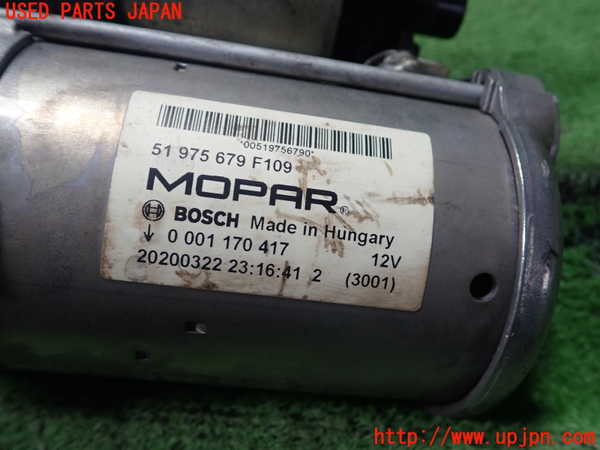 USED PARTS JAPAN
*00519756790*
51 975 679 F109
MOPAR®
BOSCH Made in Hungary
0 001 170 417 12V
20200322 23:16:41 2 (3001)
http://www.upjpn.com/